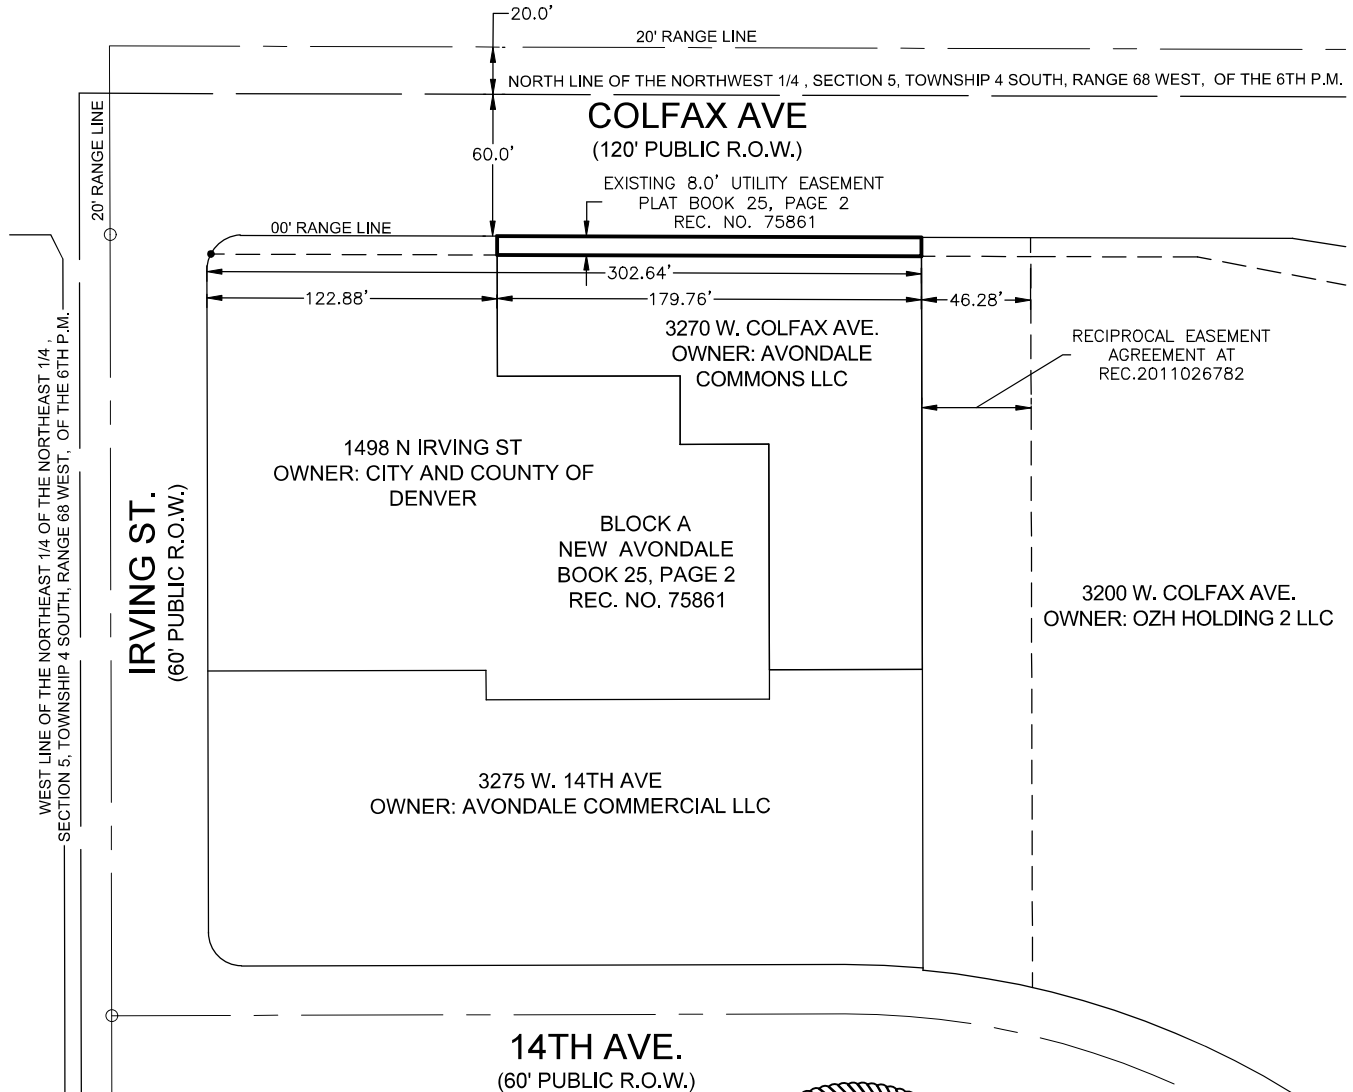 20.0'
20' RANGE LINE
NORTH LINE OF THE NORTHWEST 1/4 , SECTION 5, TOWNSHIP 4 SOUTH, RANGE 68 WEST, OF THE 6TH P.M.
COLFAX AVE
(120' PUBLIC R.O.W.)
60.0'
20' RANGE LINE
EXISTING 8.0' UTILITY EASEMENT
PLAT BOOK 25, PAGE 2
REC. NO. 75861
00' RANGE LINE
302.64'
122.88'
179.76'
46.28'
3270 W. COLFAX AVE.
OWNER: AVONDALE
COMMONS LLC
RECIPROCAL EASEMENT
AGREEMENT AT
REC.2011026782
WEST LINE OF THE NORTHEAST 1/4 OF THE NORTHEAST 1/4 ,
SECTION 5, TOWNSHIP 4 SOUTH, RANGE 68 WEST, OF THE 6TH P.M.
1498 N IRVING ST
OWNER: CITY AND COUNTY OF
DENVER
IRVING ST.
(60' PUBLIC R.O.W.)
BLOCK A
NEW AVONDALE
BOOK 25, PAGE 2
REC. NO. 75861
3200 W. COLFAX AVE.
OWNER: OZH HOLDING 2 LLC
3275 W. 14TH AVE
OWNER: AVONDALE COMMERCIAL LLC
14TH AVE.
(60' PUBLIC R.O.W.)